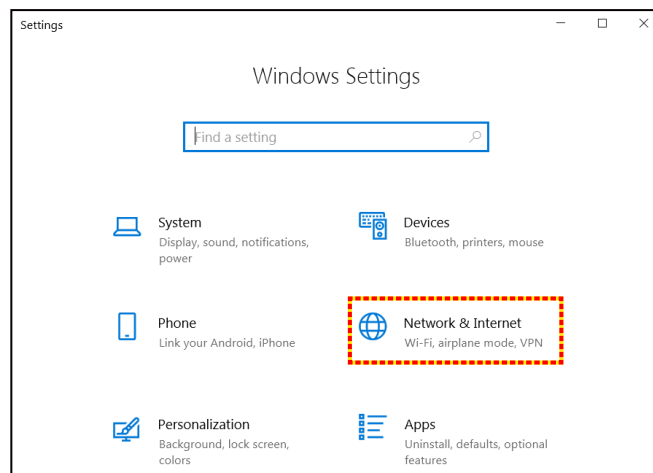 Settings
Windows Settings
Find a setting
System
Display, sound, notifications,
power
Devices
Bluetooth, printers, mouse
Phone
Link your Android, iPhone
Network & Internet
Wi-Fi, airplane mode, VPN
Personalization
Background, lock screen,
colors
Apps
Uninstall, defaults, optional
features